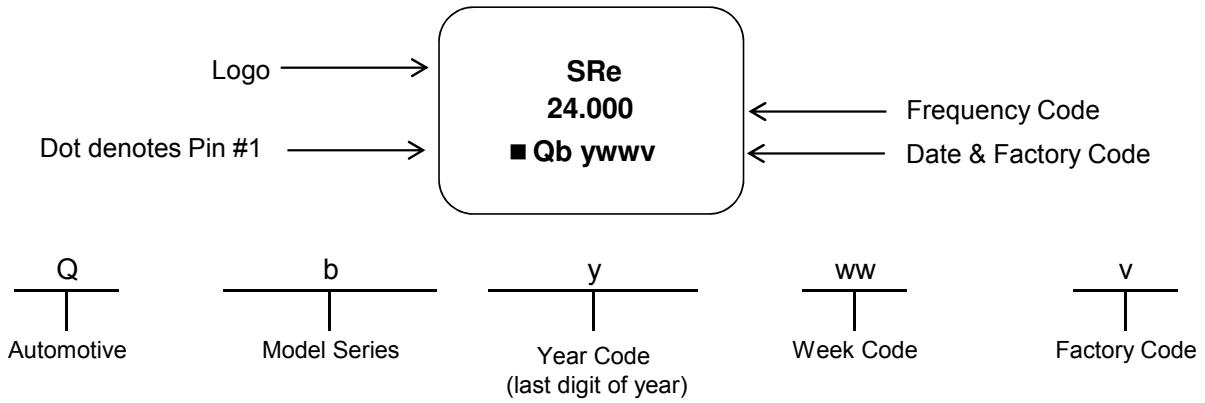 Logo
SRe
24.000
Frequency Code
Dot denotes Pin #1
■ Qb ywwv
Date & Factory Code
Q
b
y
ww
v
Automotive
Model Series
Year Code
(last digit of year)
Week Code
Factory Code